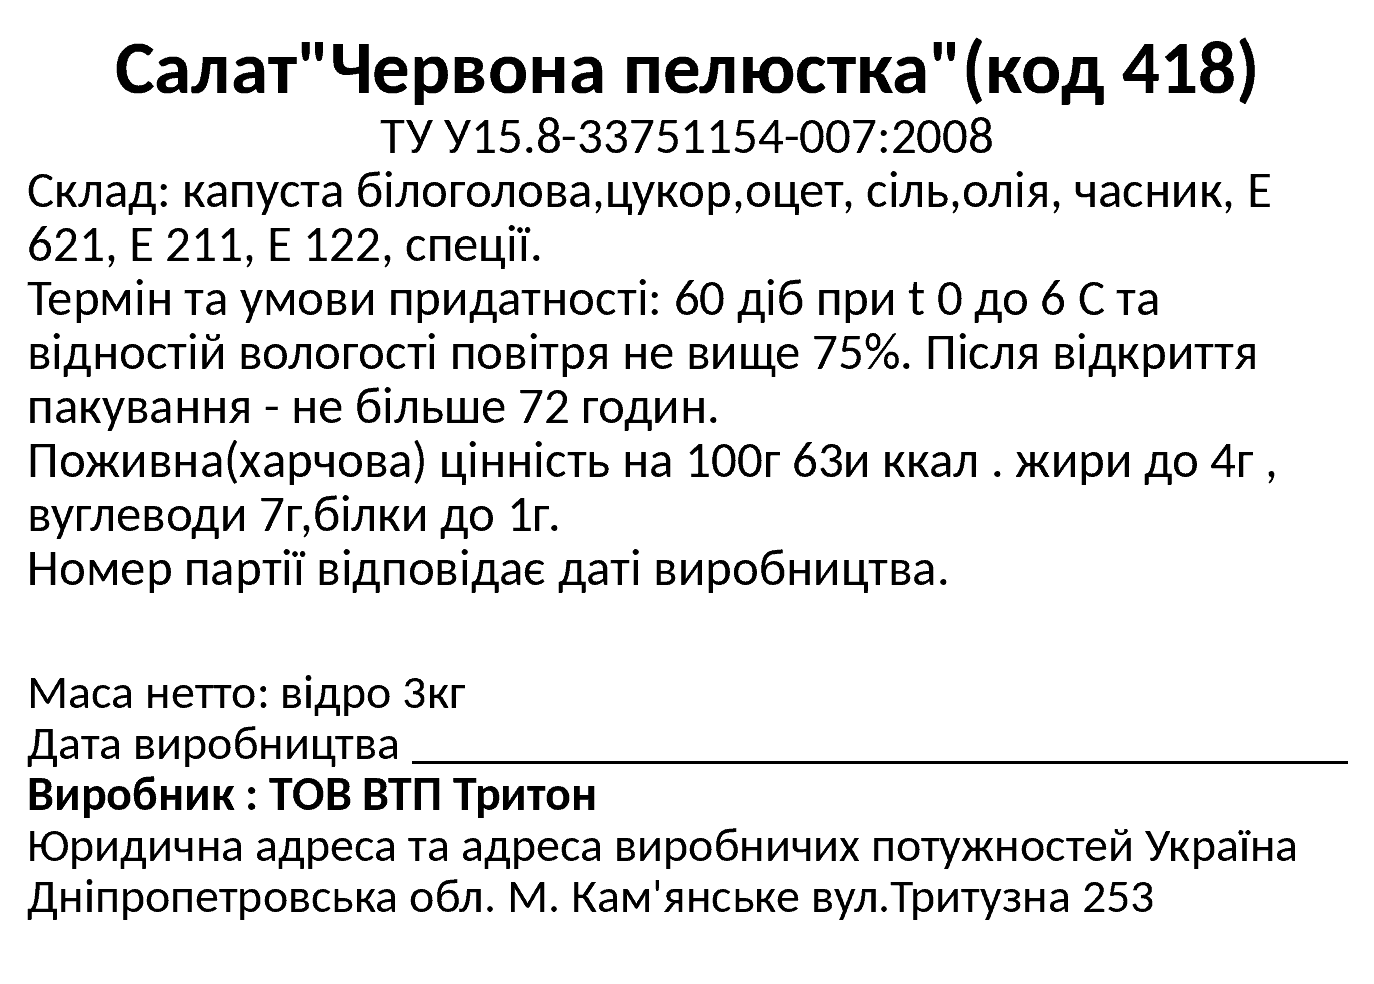 Салат"Червона пелюстка"(код 418)
ТУ У15.8-33751154-007:2008
Склад: капуста білоголова,цукор,оцет, сіль,олія, часник, Е
621, Е 211, Е 122, спеції.
Термін та умови придатності: 60 діб при t 0 до 6 С та
відностій вологості повітря не вище 75%. Після відкриття
пакування - не більше 72 годин.
Поживна(харчова) цінність на 100г 63и ккал . жири до 4г ,
вуглеводи 7г,білки до 1г.
Номер партії відповідає даті виробництва.
Маса нетто: відро 3кг
Дата виробництва ______________________________________
Виробник : ТОВ ВТП Тритон
Юридична адреса та адреса виробничих потужностей Україна
Дніпропетровська обл. М. Кам'янське вул.Тритузна 253